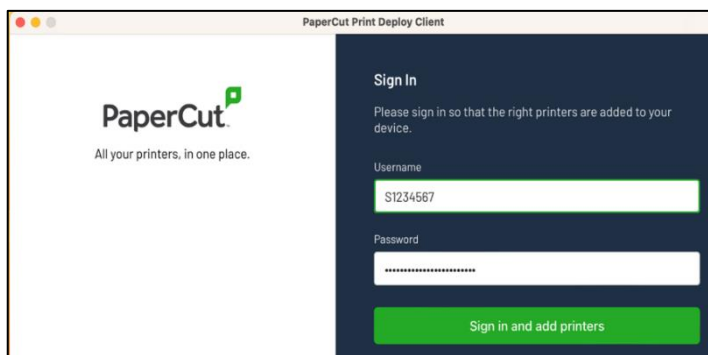 PaperCut Print Deploy Client
PaperCut
All your printers, in one place.
Sign In
Please sign in so that the right printers are added to your
device.
Username
S1234567
Password
••••••••••••••••••••••••
Sign in and add printers